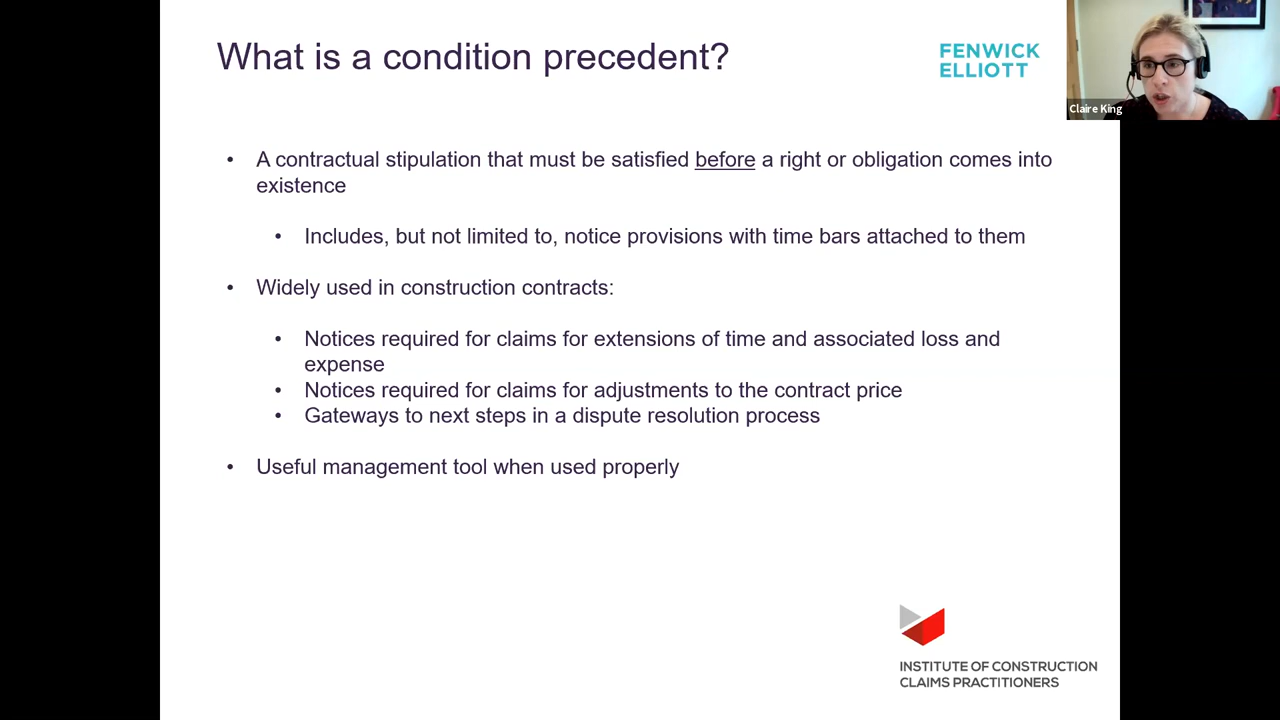 What is a condition precedent?
FENWICK
ELLIOTT
Claire King
• A contractual stipulation that must be satisfied before a right or obligation comes into
existence
• Includes, but not limited to, notice provisions with time bars attached to them
• Widely used in construction contracts:
• Notices required for claims for extensions of time and associated loss and
expense
• Notices required for claims for adjustments to the contract price
• Gateways to next steps in a dispute resolution process
• Useful management tool when used properly
INSTITUTE OF CONSTRUCTION
CLAIMS PRACTITIONERS